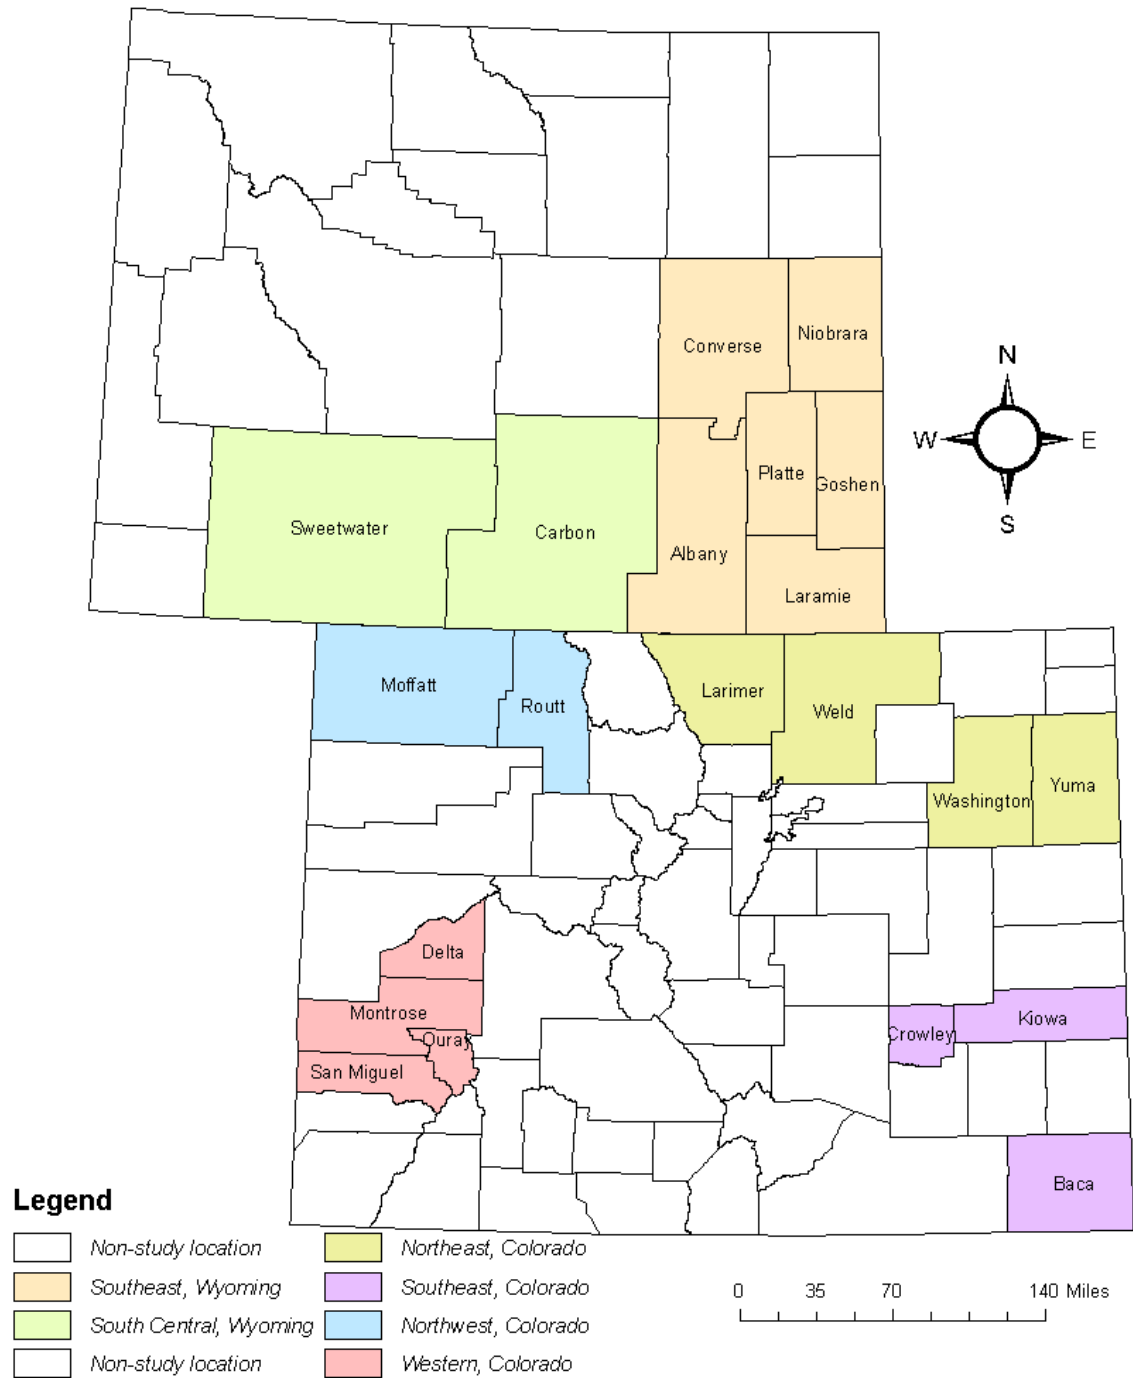 Converse
Niobrara
N
W
E
S
Platte
Goshen
Sweetwater
Carbon
Albany
Laramie
Moffatt
Routt
Larimer
Weld
Washington
Yuma
Delta
Montrose
Ouray
San Miguel
Crowley
Kiowa
Baca
Legend
Non-study location
Southeast, Wyoming
South Central, Wyoming
Non-study location
Northeast, Colorado
Southeast, Colorado
Northwest, Colorado
Western, Colorado
0 35 70 140 Miles